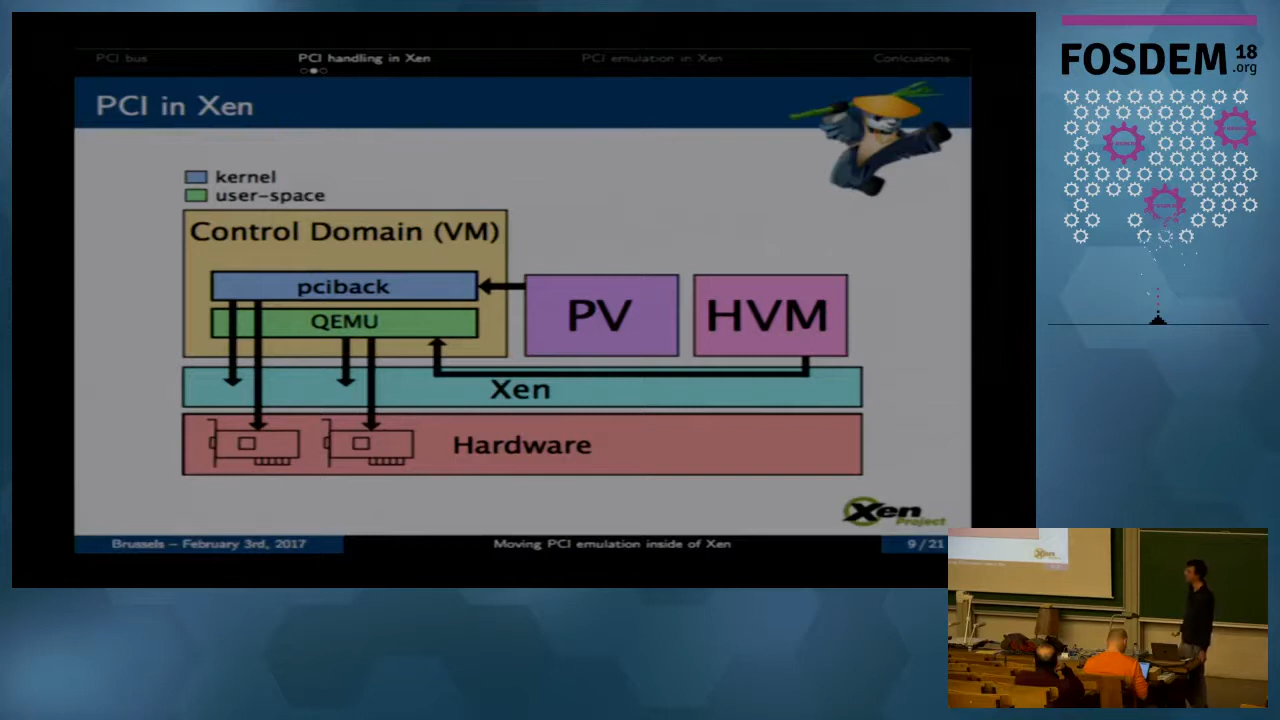 PCI bus
PCI handling in Xen
PCI emulation in Xen
Conlcusions
PCI in Xen
kernel
user-space
Control Domain (VM)
pciback
QEMU
PV
HVM
Xen
Hardware
Xen
Project
Brussels – February 3rd, 2017
Moving PCI emulation inside of Xen
9 / 21
FOSDEM 18
.org